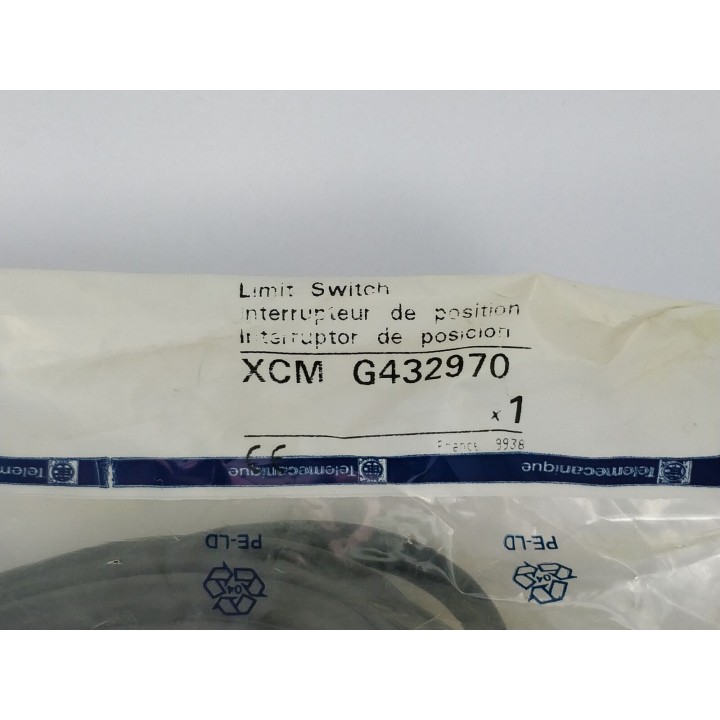 Limit Switch
Interrupteur de position
Interruptor de posicion
XCM G432970
x 1
France 9938
CE
Telemecanique Telemecanique Telemecanique
PE-LD PE-LD
04 04